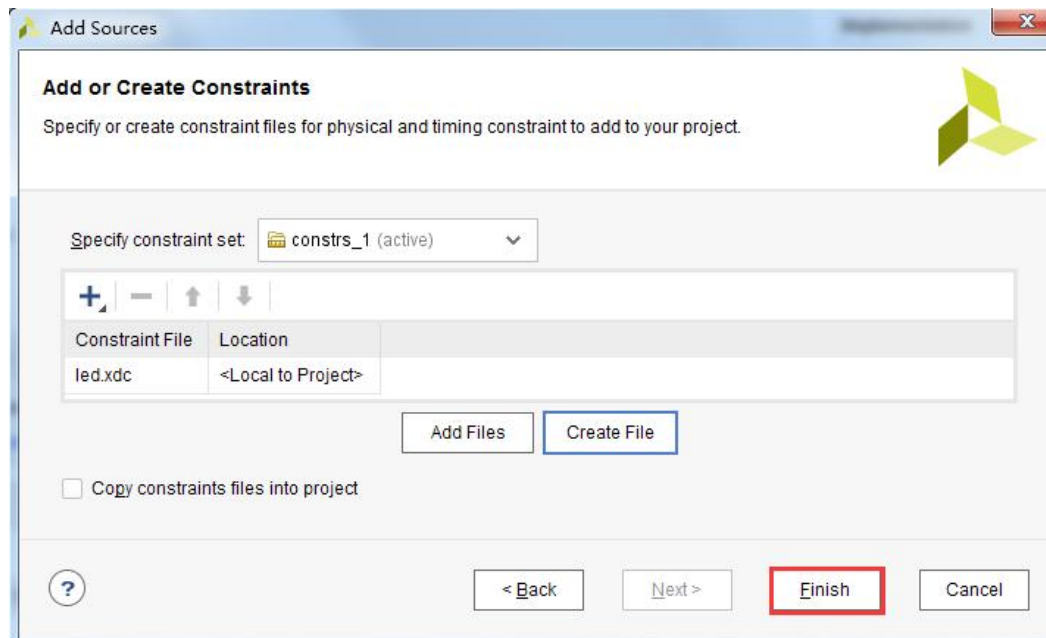 Add Sources
Add or Create Constraints
Specify or create constraint files for physical and timing constraint to add to your project.
Specify constraint set: constrs_1 (active)
Constraint File Location
led.xdc <Local to Project>
Add Files Create File
Copy constraints files into project
? < Back Next > Finish Cancel